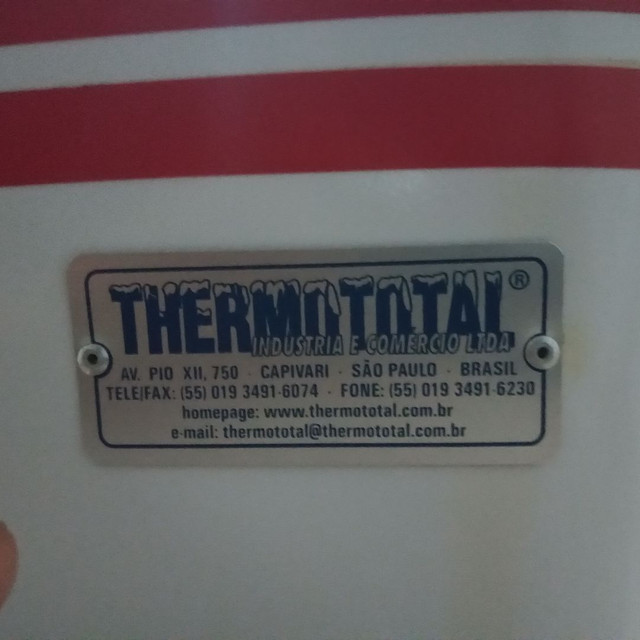 THERMOTOTAL®
INDUSTRIA E COMERCIO LTDA
AV. PIO XII, 750 - CAPIVARI - SÃO PAULO - BRASIL
TELE/FAX: (55) 019 3491-6074 - FONE: (55) 019 3491-6230
homepage: www.thermototal.com.br
e-mail: thermototal@thermototal.com.br